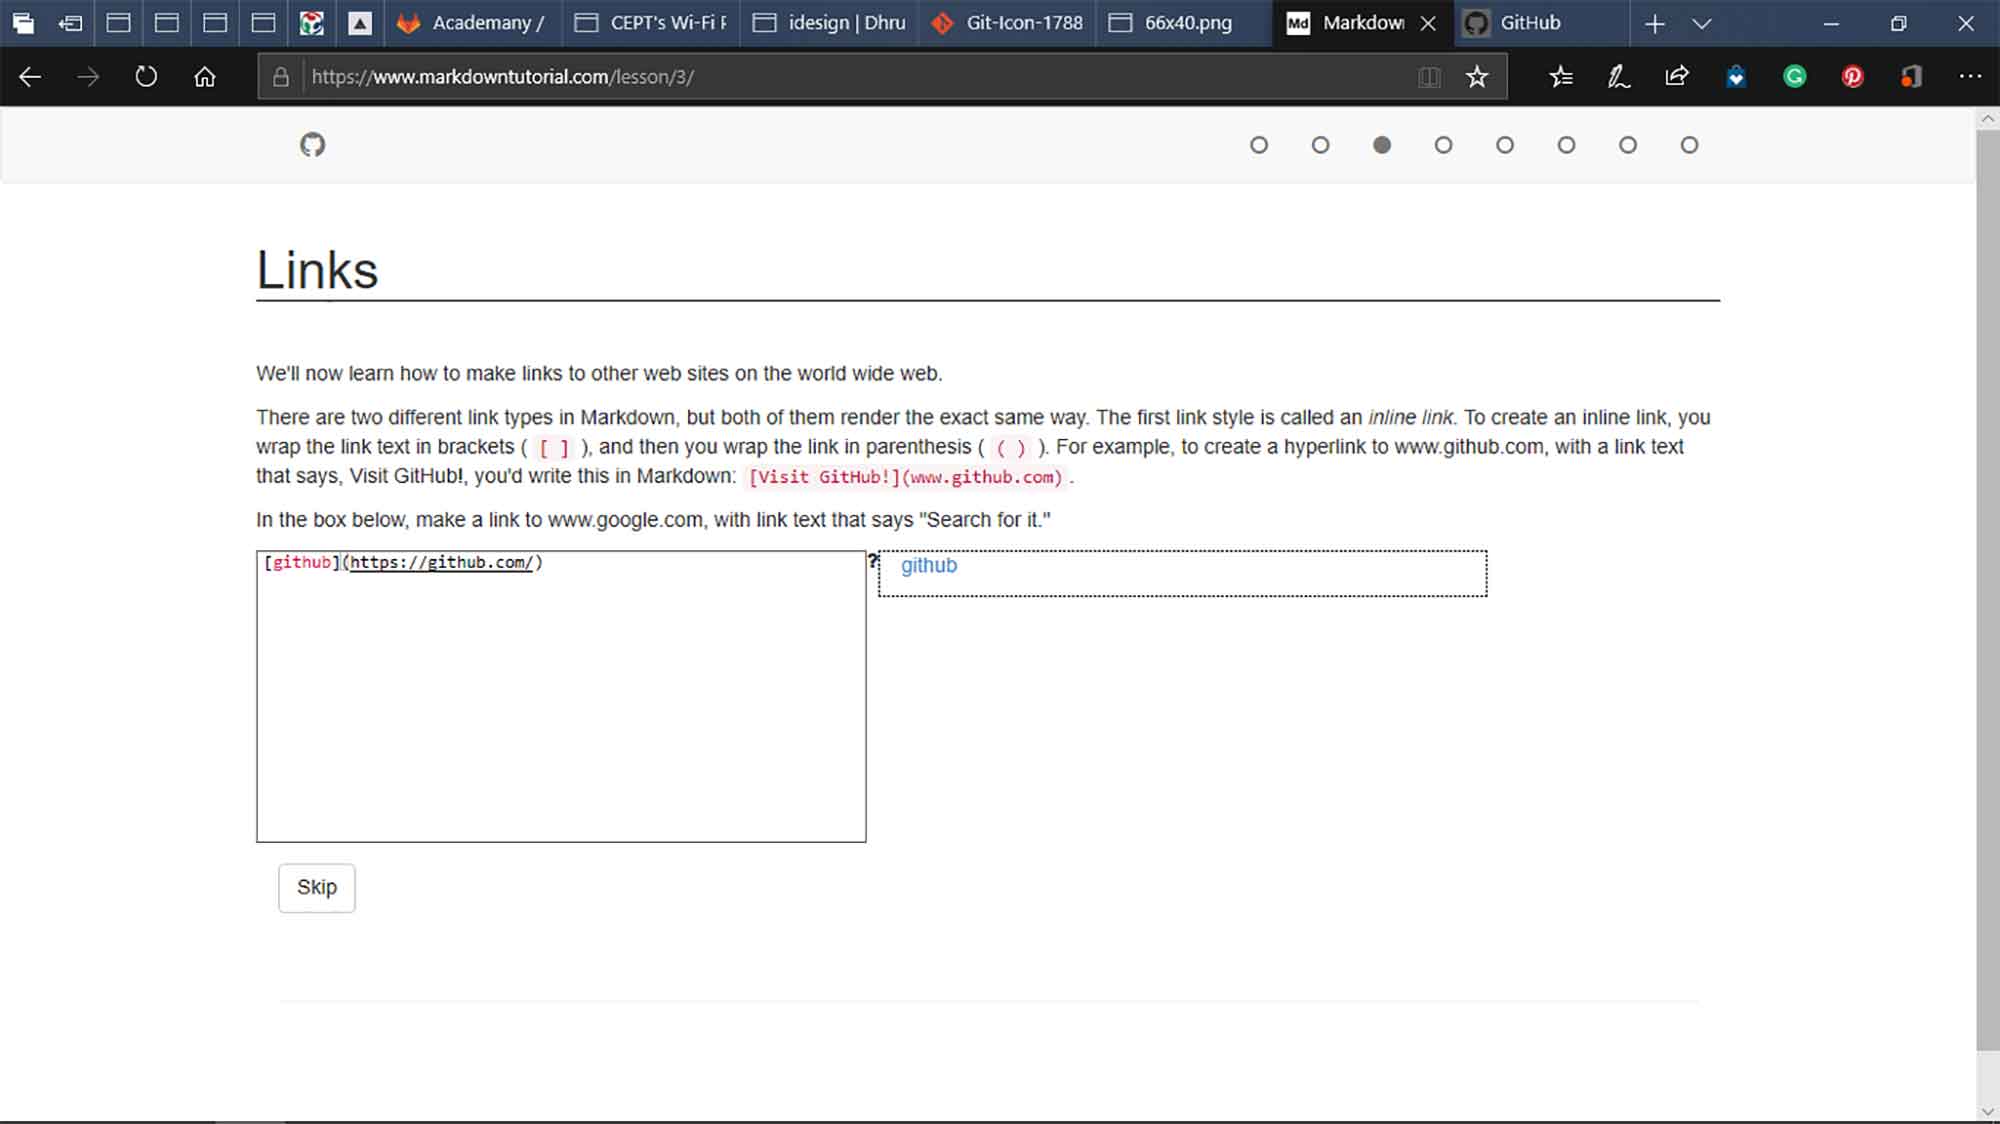 Academany /
CEPT's Wi-Fi F
idesign | Dhru
Git-Icon-1788
66x40.png
Md
Markdow
GitHub
https://www.markdowntutorial.com/lesson/3/
Links
We'll now learn how to make links to other web sites on the world wide web.
There are two different link types in Markdown, but both of them render the exact same way. The first link style is called an inline link. To create an inline link, you
wrap the link text in brackets ( [ ] ), and then you wrap the link in parenthesis ( ( ) ). For example, to create a hyperlink to www.github.com, with a link text
that says, Visit GitHub!, you'd write this in Markdown: [Visit GitHub!](www.github.com).
In the box below, make a link to www.google.com, with link text that says "Search for it."
[github](https://github.com/)
?
github
Skip